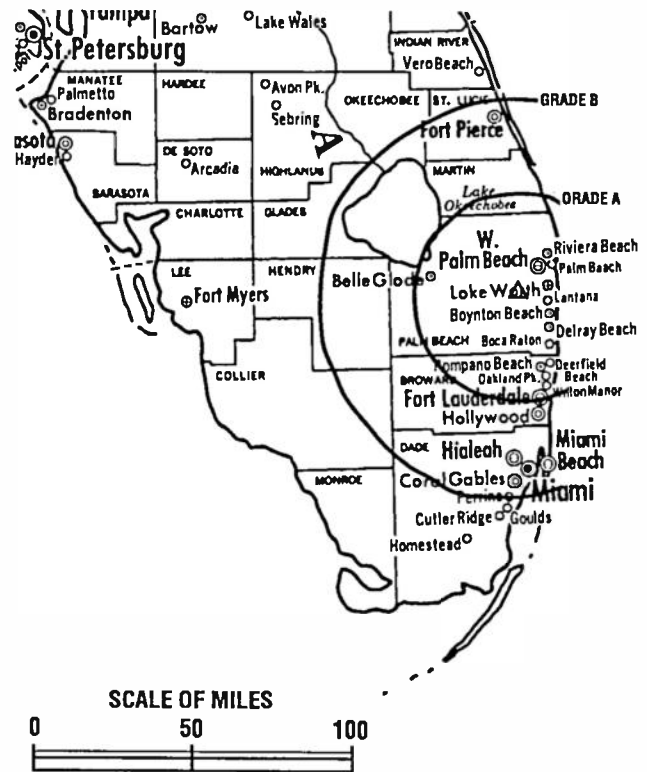 Tampa
St. Petersburg
Bartow
Lake Wales
INDIAN RIVER
Vero Beach
MANATEE
Palmetto
Bradenton
HARDEE
Avon Pk.
Sebring
OKEECHOBEE
ST. LUCIE
GRADE B
Fort Pierce
asota
Hayden
DE SOTO
Arcadia
HIGHLANDS
A
MARTIN
SARASOTA
CHARLOTTE
GLADES
Lake
Okeechobee
GRADE A
LEE
HENDRY
Fort Myers
Belle Glade
W.
Palm Beach
Riviera Beach
Palm Beach
Lake Worth
Lantana
Boynton Beach
Delray Beach
PALM BEACH
Boca Raton
COLLIER
BROWARD
Pompano Beach
Deerfield
Beach
Oakland Pk.
Wilton Manor
Fort Lauderdale
Hollywood
DADE
Hialeah
Miami
Beach
MONROE
Coral Gables
Miami
Perrine
Cutler Ridge
Goulds
Homestead
SCALE OF MILES
0 50 100